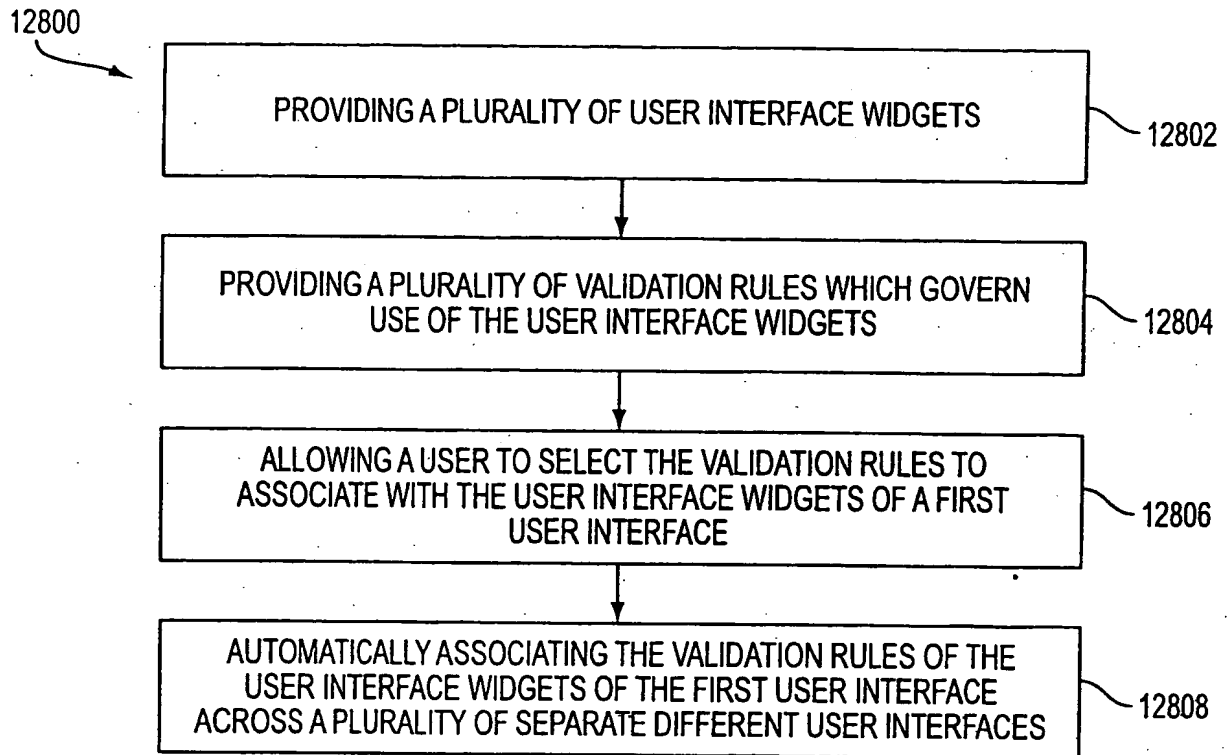 12800
PROVIDING A PLURALITY OF USER INTERFACE WIDGETS
12802
PROVIDING A PLURALITY OF VALIDATION RULES WHICH GOVERN
USE OF THE USER INTERFACE WIDGETS
12804
ALLOWING A USER TO SELECT THE VALIDATION RULES TO
ASSOCIATE WITH THE USER INTERFACE WIDGETS OF A FIRST
USER INTERFACE
12806
AUTOMATICALLY ASSOCIATING THE VALIDATION RULES OF THE
USER INTERFACE WIDGETS OF THE FIRST USER INTERFACE
ACROSS A PLURALITY OF SEPARATE DIFFERENT USER INTERFACES
12808